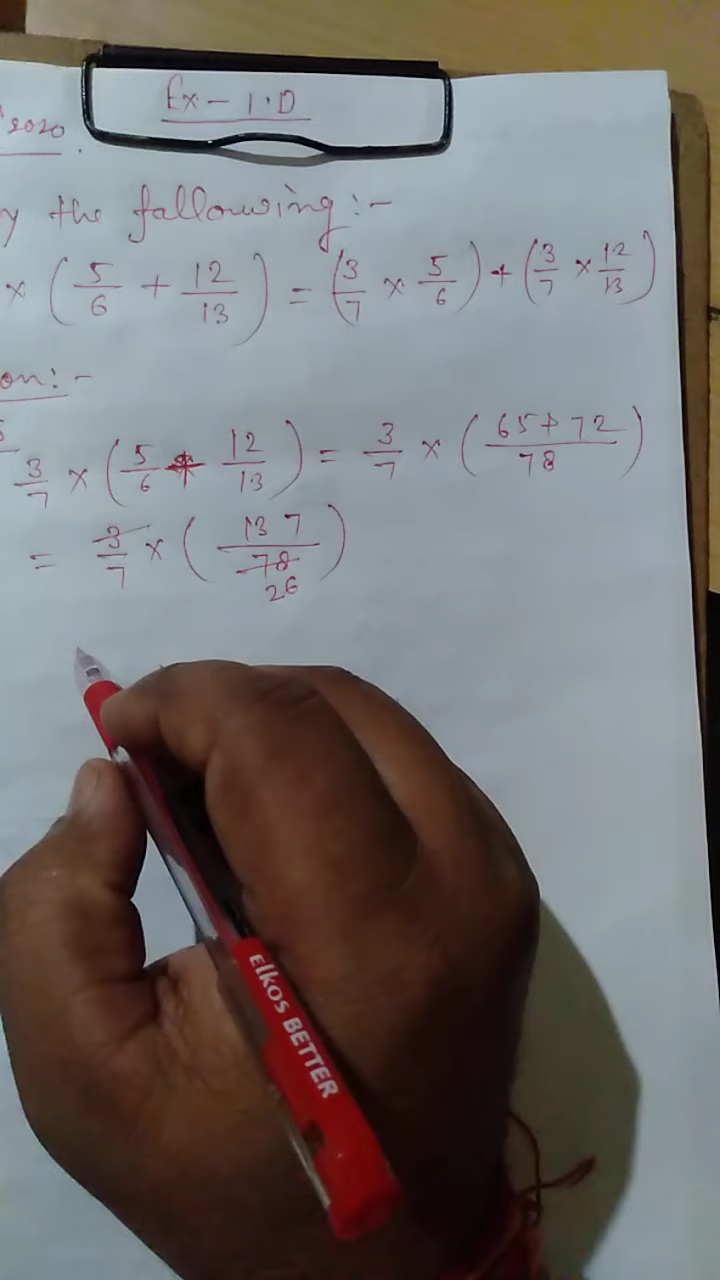 Ex - 1.D
2020.
y the fallowing :-
× (5/6 + 12/13) = (3/7 × 5/6) + (3/7 × 12/13)
on :-
3/7 × (5/6 + 12/13) = 3/7 × (65+72/78)
= 3/7 × (137/78)
26
Elkos BETTER